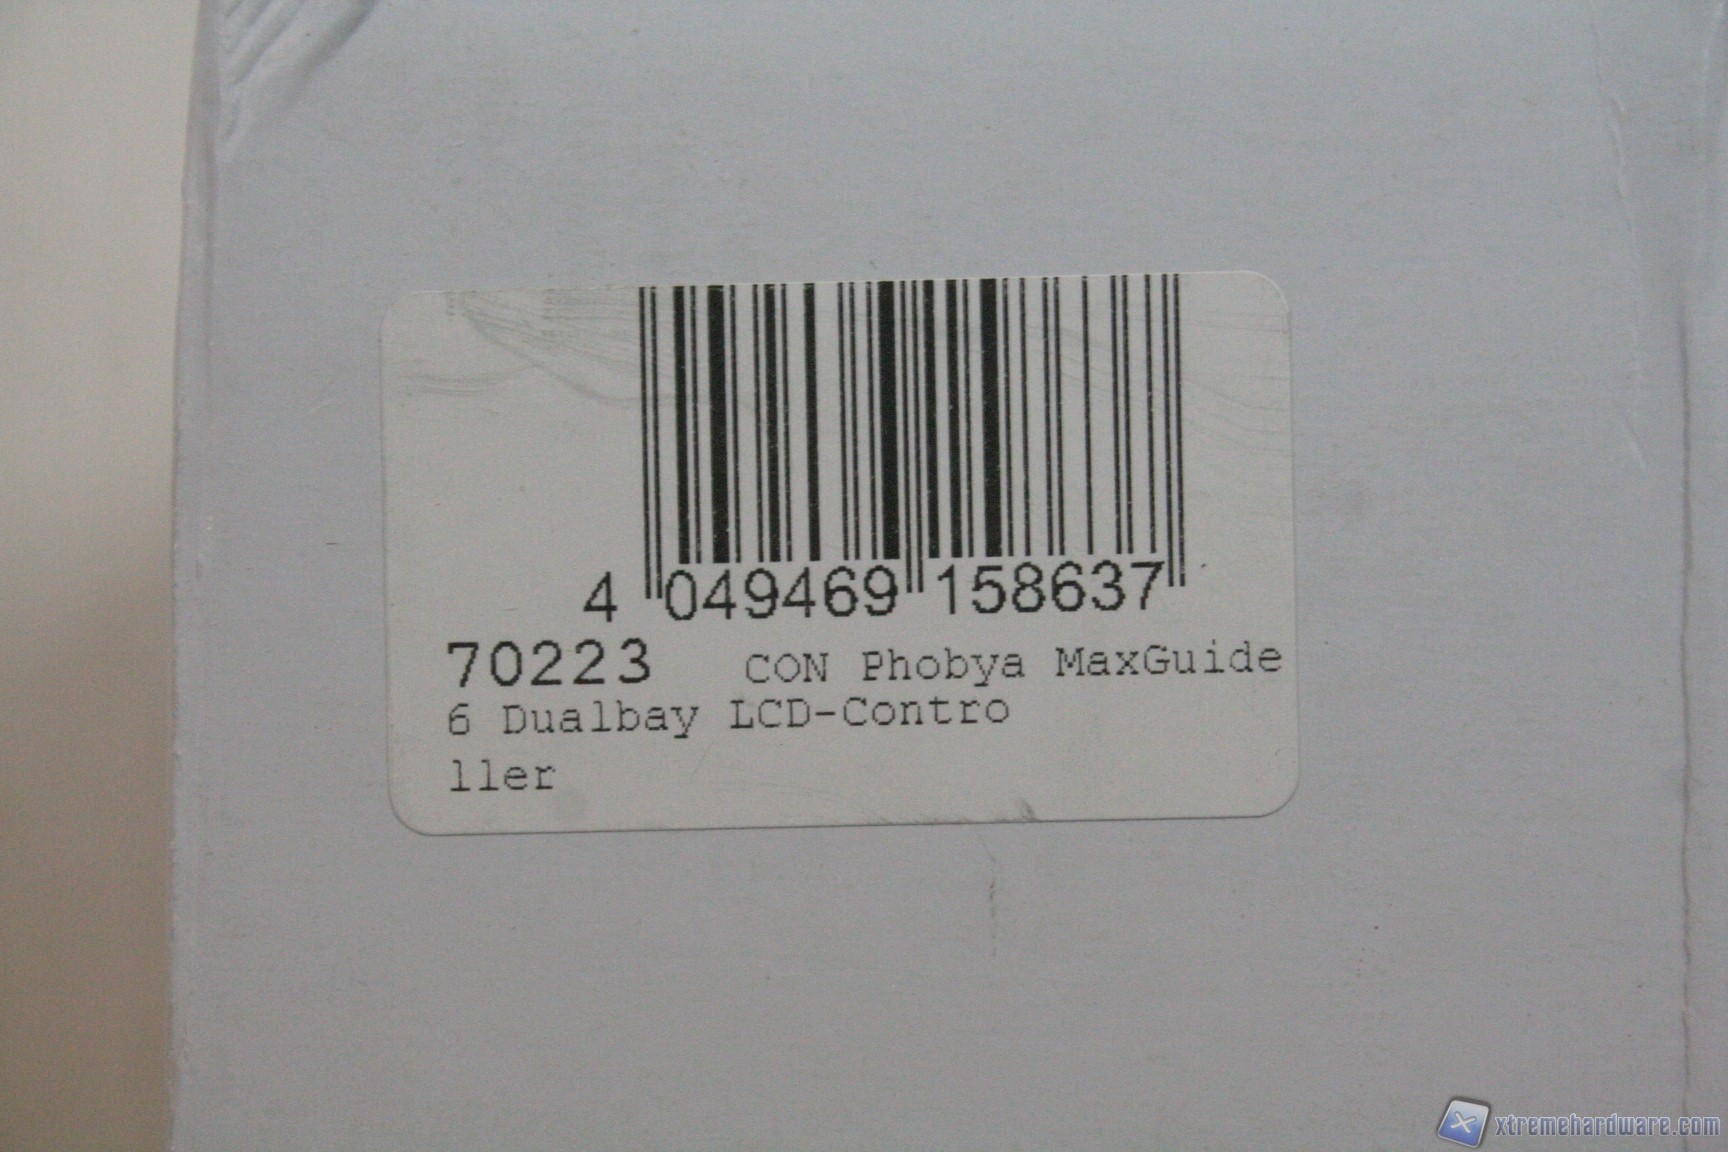 4 049469 158637
70223 CON Phobya MaxGuide
6 Dualbay LCD-Contro
ller
xtremehardware.com